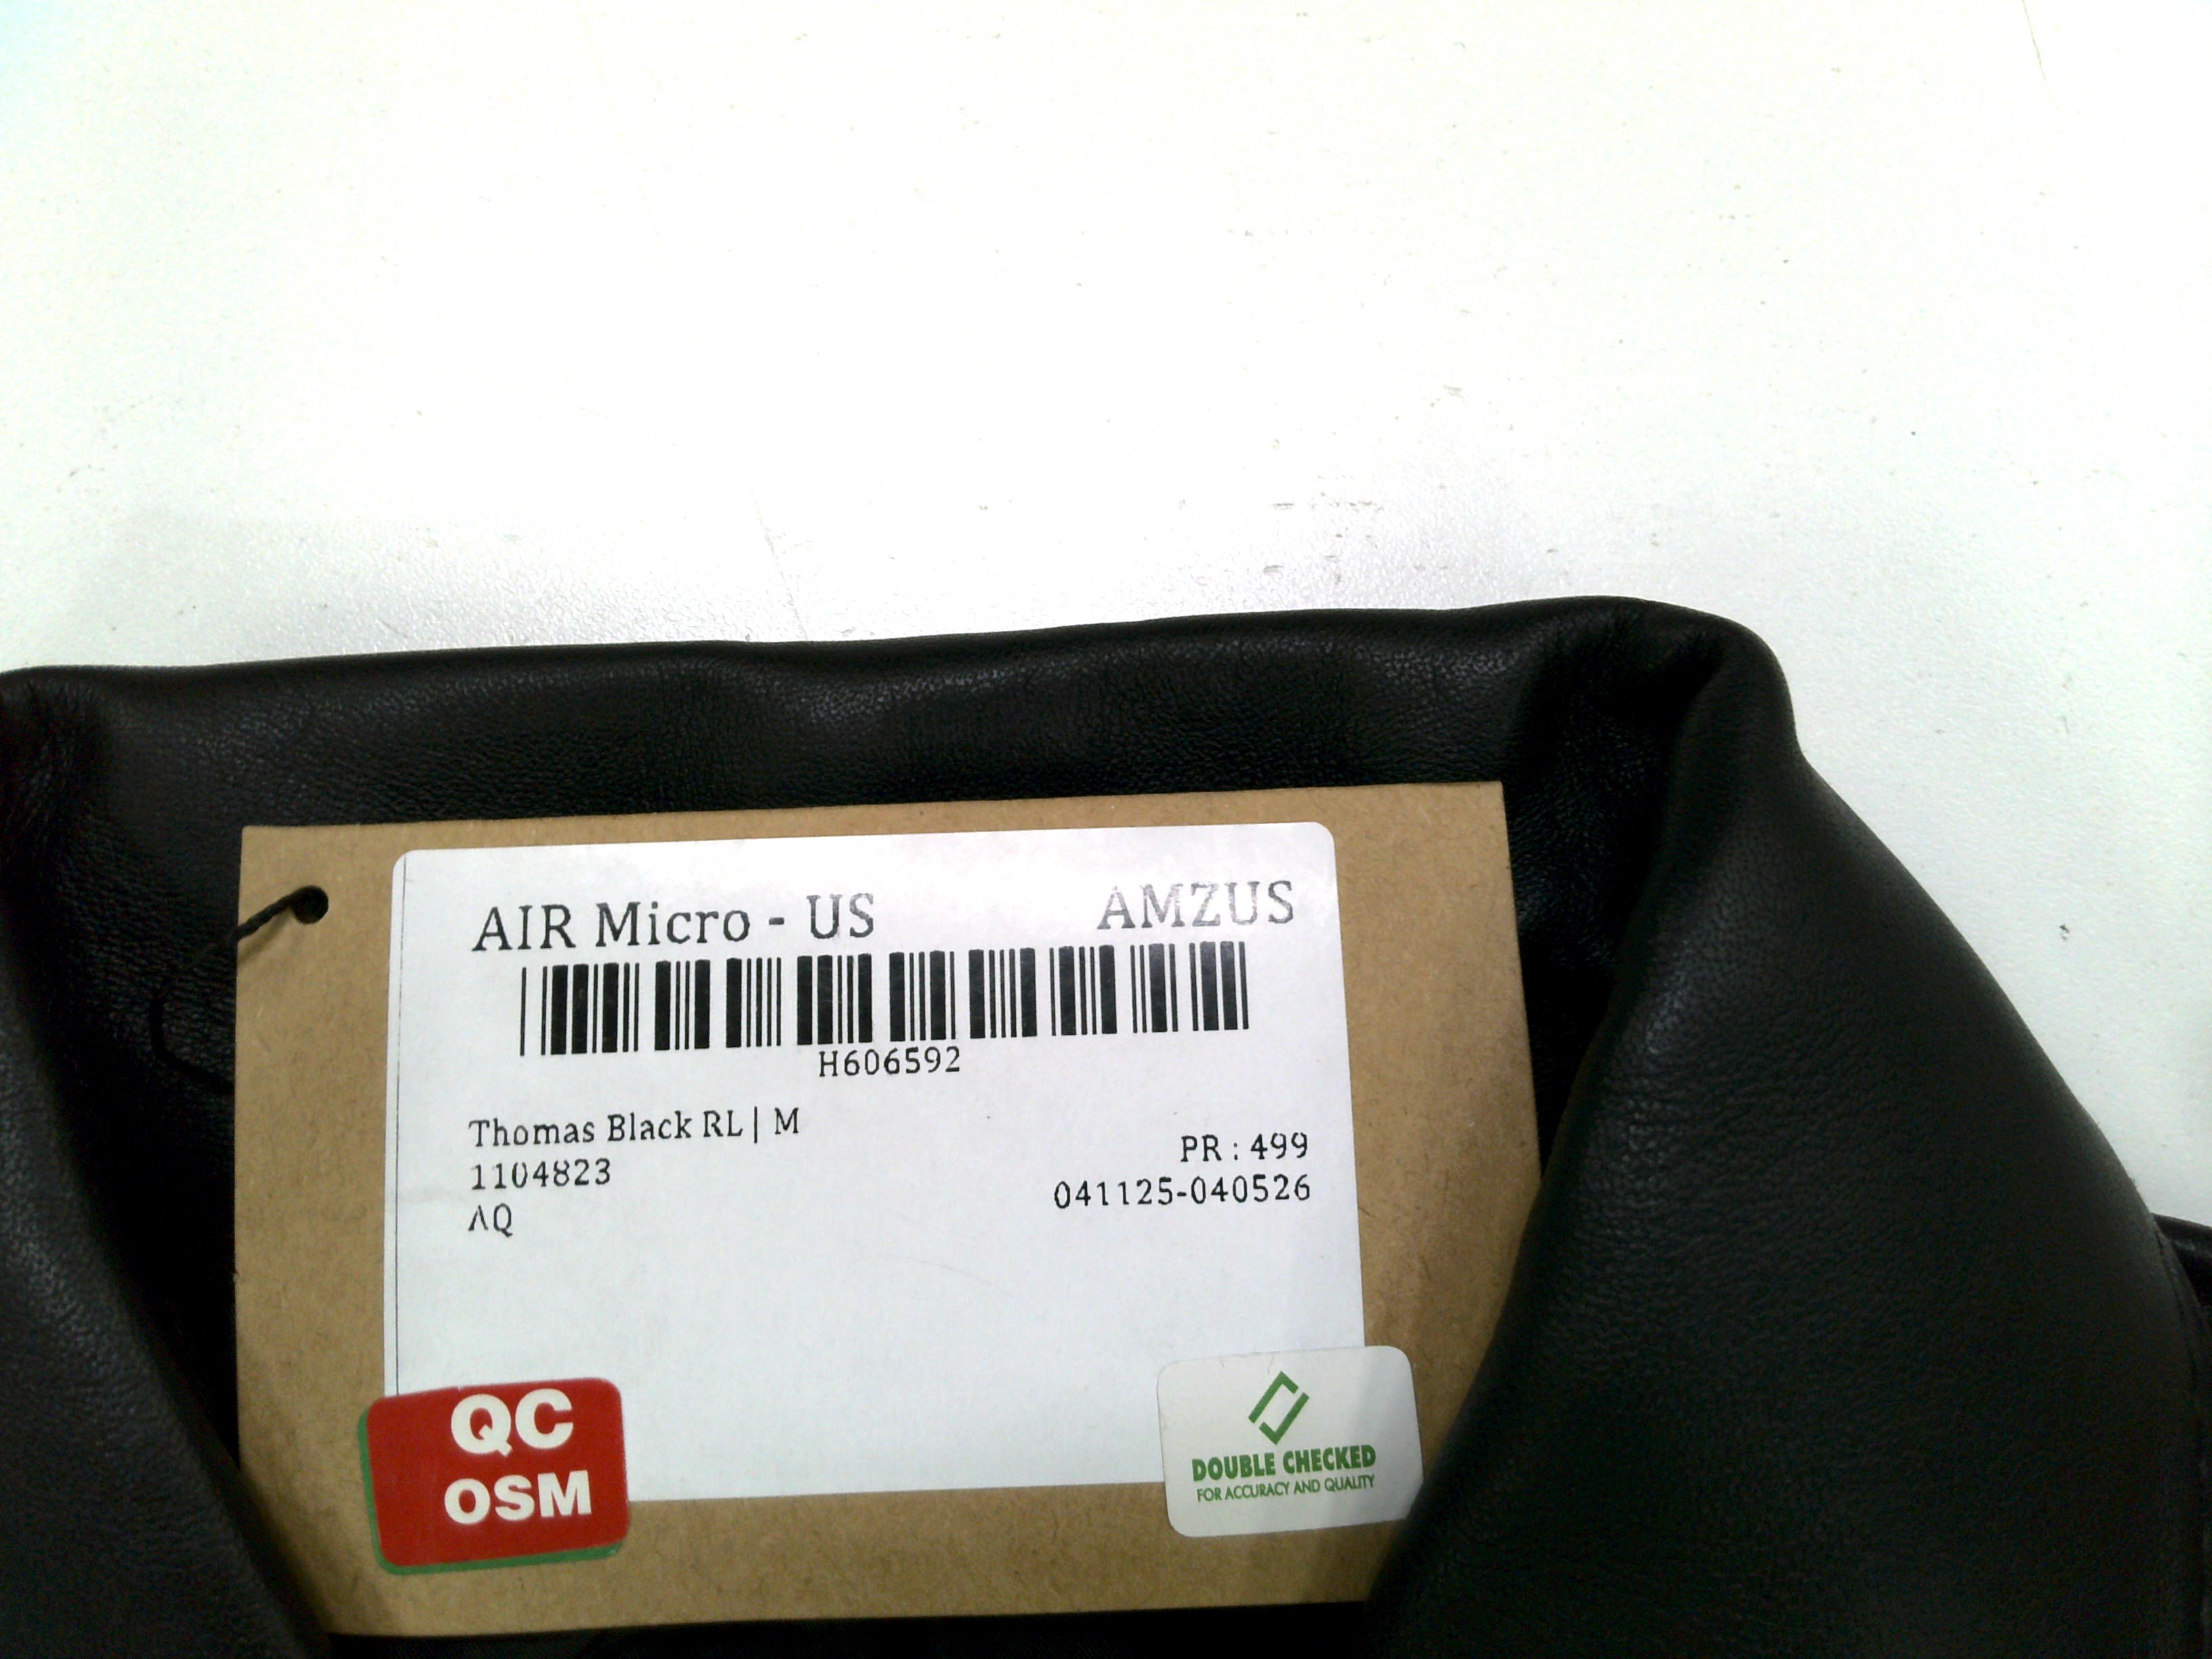 AIR Micro - US AMZUS
H606592
Thomas Black RL | M
1104823
PR : 499
AQ
041125-040526
QC
OSM
DOUBLE CHECKED
FOR ACCURACY AND QUALITY